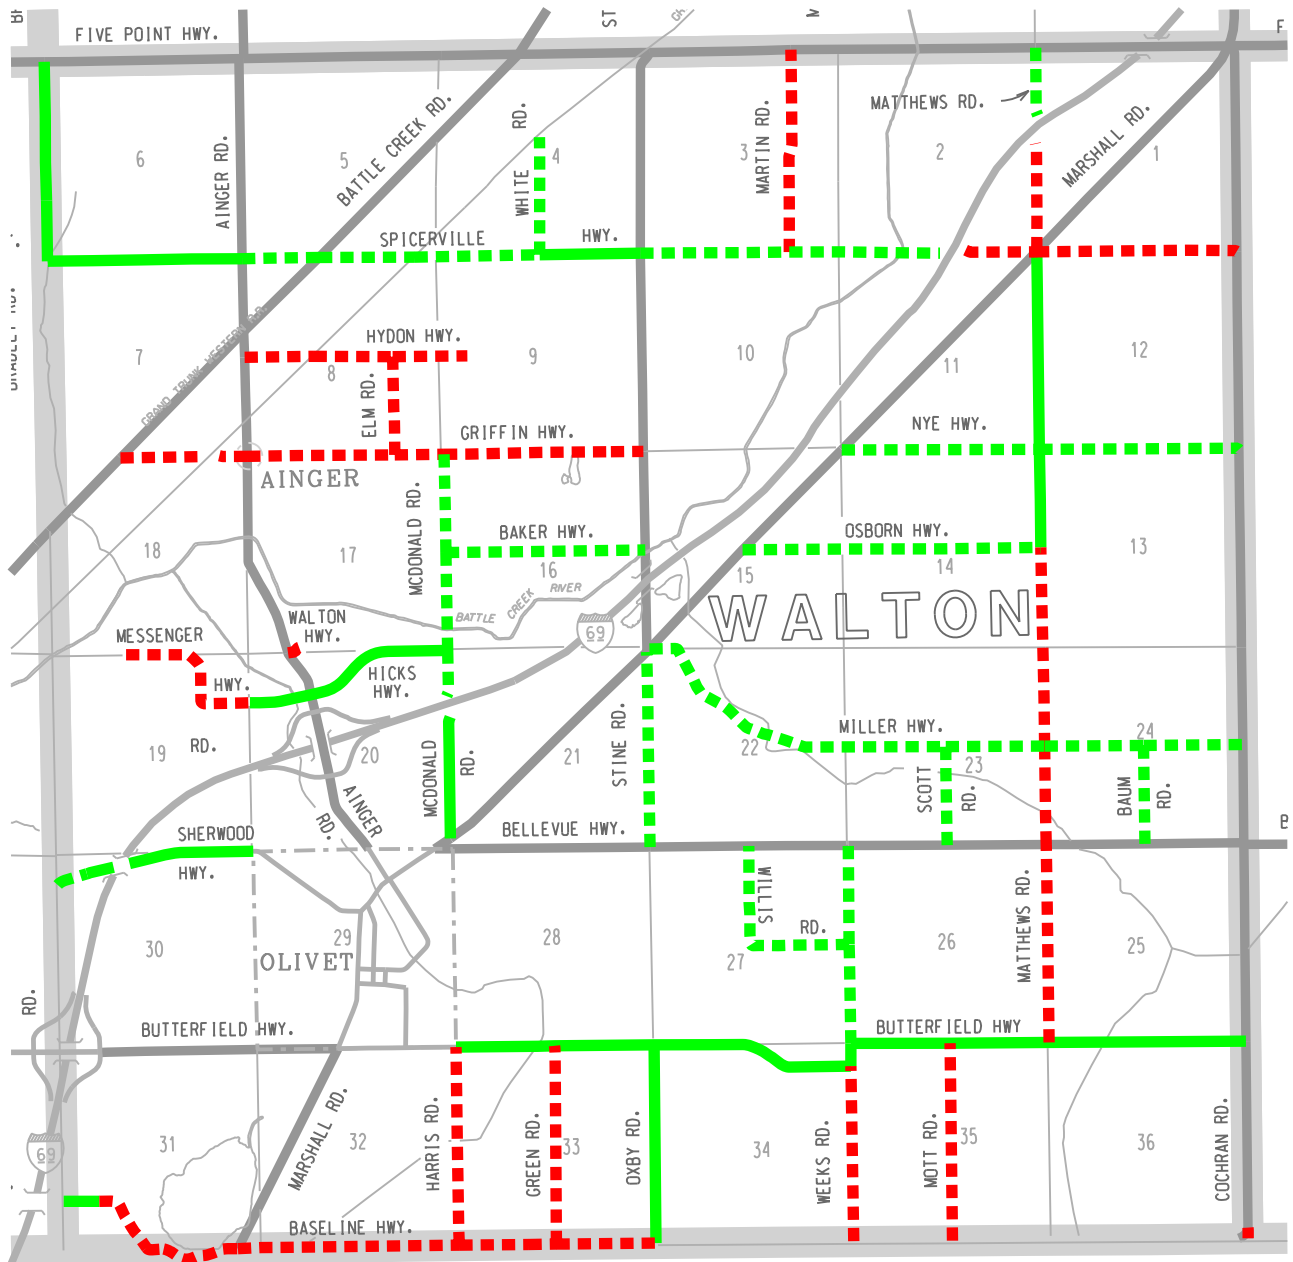 ST
FIVE POINT HWY.
F
MATTHEWS RD.
BATTLE CREEK RD.
WHITE RD.
MARTIN RD.
MARSHALL RD.
AINGER RD.
6
5
4
3
2
1
SPICERVILLE HWY.
GRAND TRUNK WESTERN R.R.
HYDON HWY.
7
8
9
10
11
12
ELM RD.
GRIFFIN HWY.
NYE HWY.
AINGER
MCDONALD RD.
BAKER HWY.
OSBORN HWY.
18
17
16
15
14
13
BATTLE CREEK RIVER
WALTON
WALTON HWY.
69
MESSENGER HWY.
HICKS HWY.
RD.
STINE RD.
MILLER HWY.
19
20
21
22
23
24
MCDONALD RD.
SCOTT RD.
BAUM RD.
AINGER RD.
SHERWOOD HWY.
BELLEVUE HWY.
B
WILLIS RD.
MATTHEWS RD.
30
29
28
27
26
25
OLIVET
RD.
BUTTERFIELD HWY.
BUTTERFIELD HWY
MARSHALL RD.
HARRIS RD.
GREEN RD.
OXBY RD.
WEEKS RD.
MOTT RD.
COCHRAN RD.
31
32
33
34
35
36
69
BASELINE HWY.